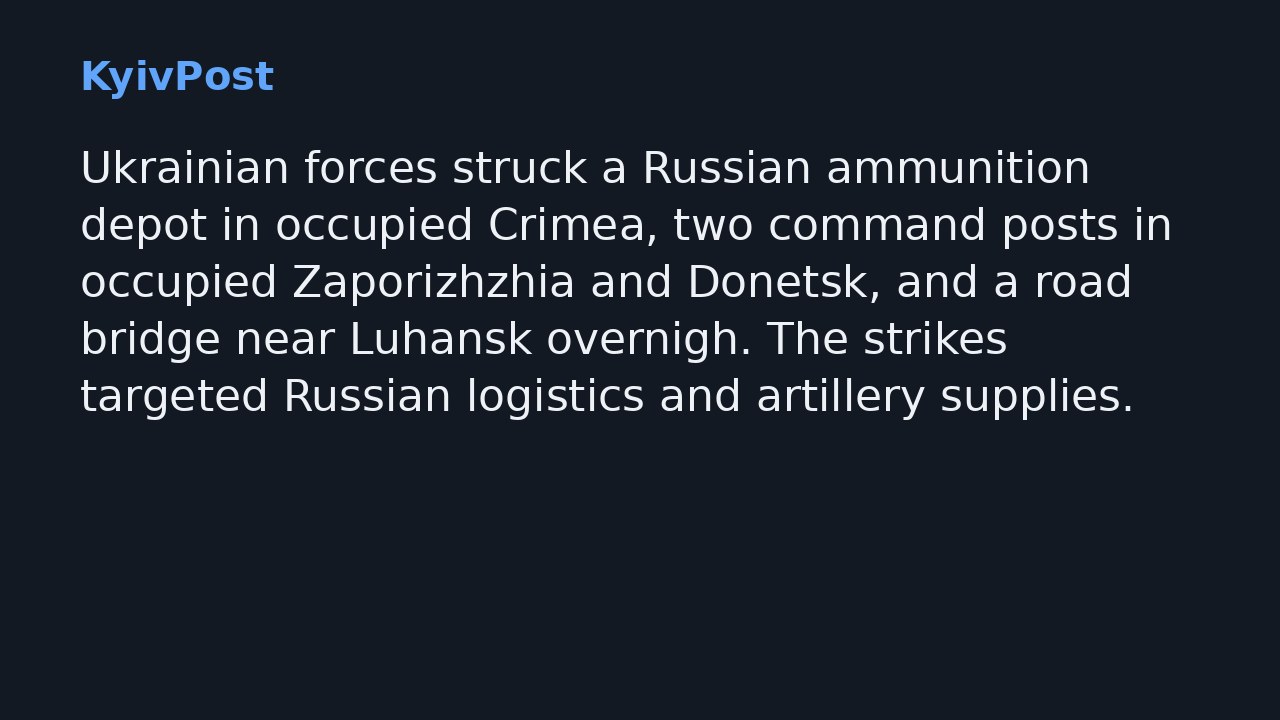 KyivPost
Ukrainian forces struck a Russian ammunition
depot in occupied Crimea, two command posts in
occupied Zaporizhzhia and Donetsk, and a road
bridge near Luhansk overnigh. The strikes
targeted Russian logistics and artillery supplies.